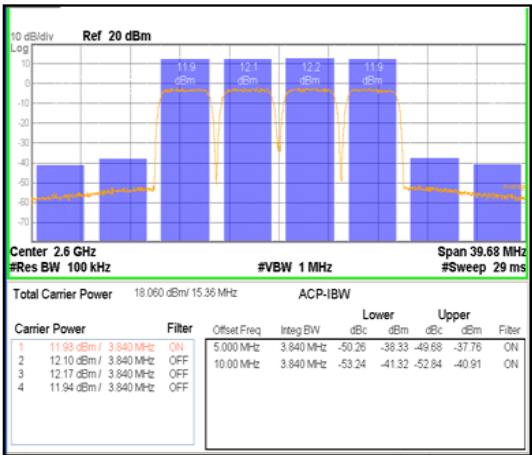 10 dB/div Ref 20 dBm
Log
10
0
-10
-20
-30
-40
-50
-60
-70
11.9 dBm
12.1 dBm
12.2 dBm
11.9 dBm
Center 2.6 GHz Span 39.68 MHz
#Res BW 100 kHz #VBW 1 MHz #Sweep 29 ms
Total Carrier Power 18.060 dBm/ 15.36 MHz ACP-IBW
Lower Upper
Carrier Power Filter Offset Freq Integ BW dBc dBm dBc dBm Filter
1 11.93 dBm / 3.840 MHz ON 5.000 MHz 3.840 MHz -50.26 -38.33 -49.68 -37.76 ON
2 12.10 dBm / 3.840 MHz OFF 10.00 MHz 3.840 MHz -53.24 -41.32 -52.84 -40.91 ON
3 12.17 dBm / 3.840 MHz OFF
4 11.94 dBm / 3.840 MHz OFF